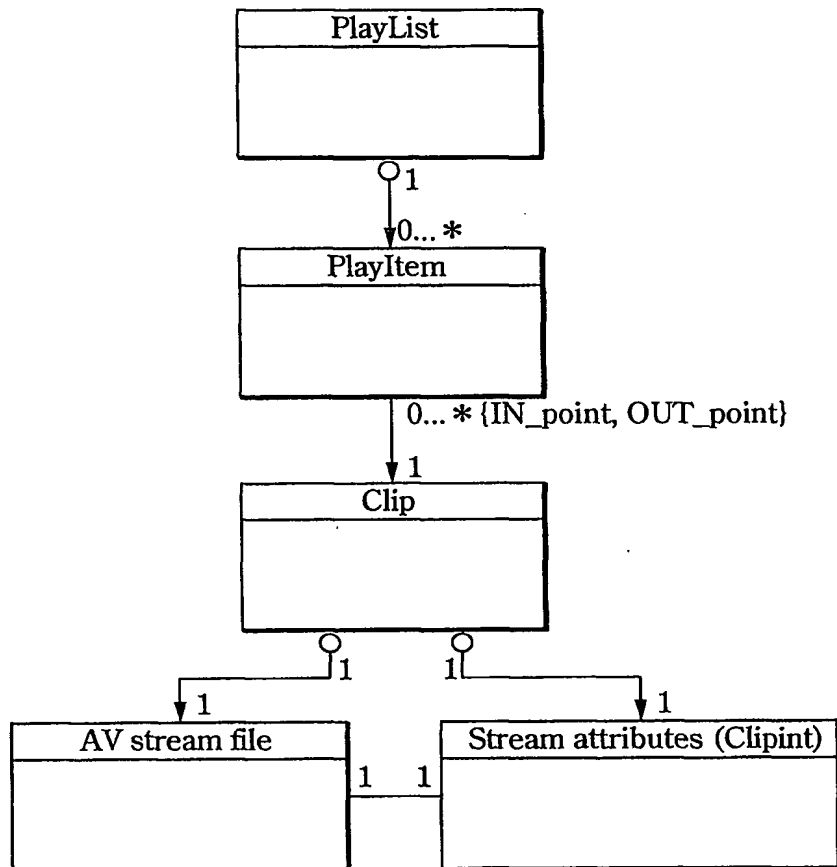 PlayList
1
0... *
PlayItem
0... * {IN_point, OUT_point}
1
Clip
1
1
1
1
AV stream file
Stream attributes (Clipint)
1
1